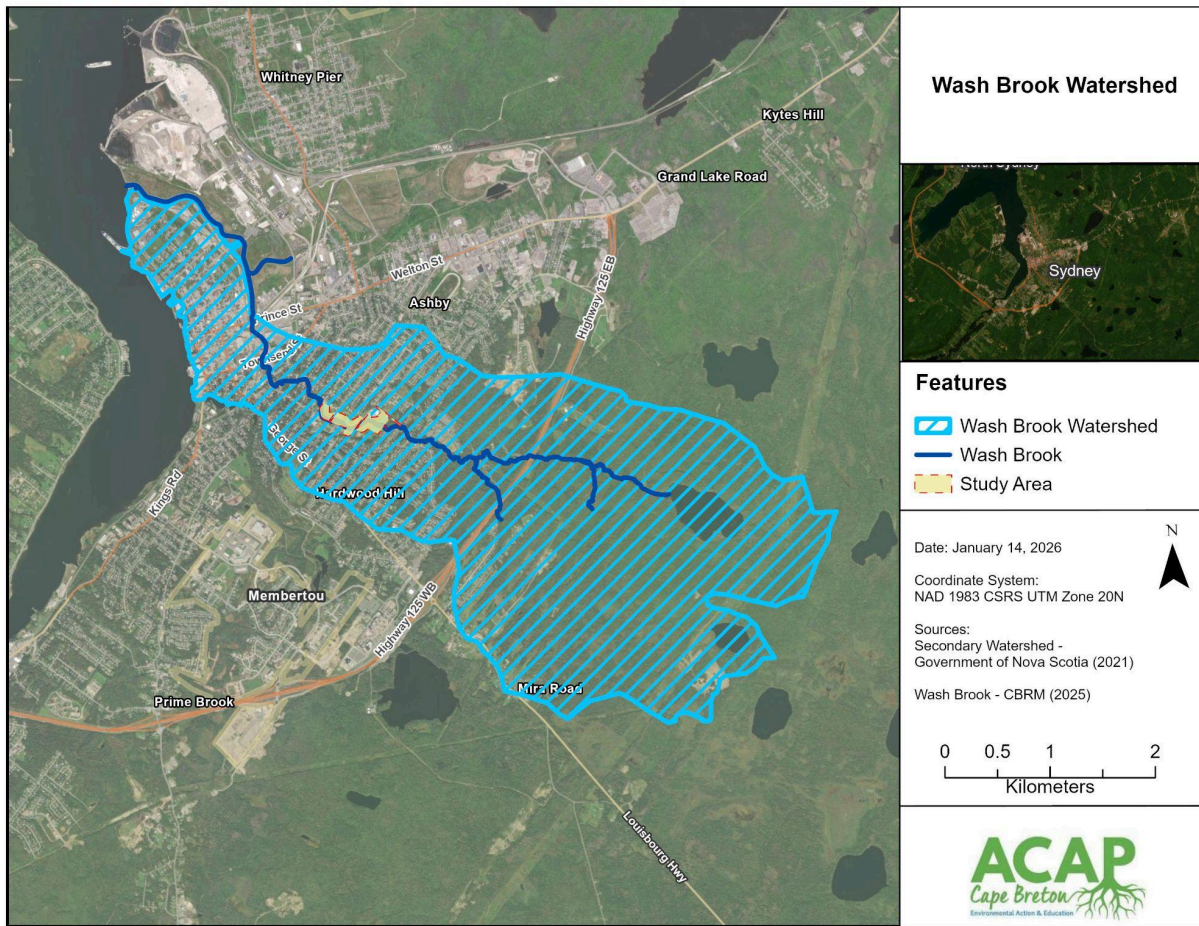 Wash Brook Watershed
Whitney Pier
Kytes Hill
Grand Lake Road
Welton St
Ashby
Highway 125 EB
Prince St
George St
Kings Rd
Hardwood Hill
Membertou
Highway 125 WB
Prime Brook
Mira Road
Louisbourg Hwy
North Sydney
Sydney
Features
Wash Brook Watershed
Wash Brook
Study Area
Date: January 14, 2026
N
Coordinate System:
NAD 1983 CSRS UTM Zone 20N
Sources:
Secondary Watershed -
Government of Nova Scotia (2021)
Wash Brook - CBRM (2025)
0 0.5 1 2
Kilometers
ACAP
Cape Breton
Environmental Action & Education